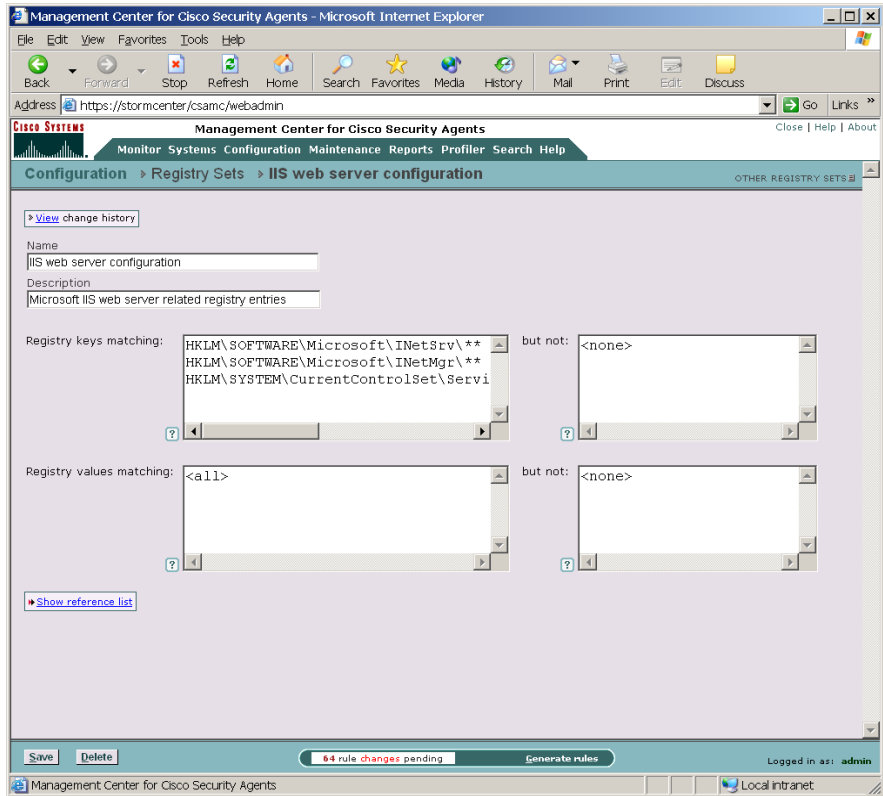 Management Center for Cisco Security Agents - Microsoft Internet Explorer
File Edit View Favorites Tools Help
Back Forward Stop Refresh Home Search Favorites Media History Mail Print Edit Discuss
Address https://stormcenter/csamc/webadmin Go Links »
CISCO SYSTEMS Management Center for Cisco Security Agents Close | Help | About
Monitor Systems Configuration Maintenance Reports Profiler Search Help
Configuration > Registry Sets > IIS web server configuration OTHER REGISTRY SETS
View change history
Name
IIS web server configuration
Description
Microsoft IIS web server related registry entries
Registry keys matching:
HKLM\SOFTWARE\Microsoft\INetSrv\**
HKLM\SOFTWARE\Microsoft\INetMgr\**
HKLM\SYSTEM\CurrentControlSet\Servi
?
but not:
<none>
?
Registry values matching:
<all>
?
but not:
<none>
?
Show reference list
Save Delete 64 rule changes pending Generate rules Logged in as: admin
Management Center for Cisco Security Agents Local intranet